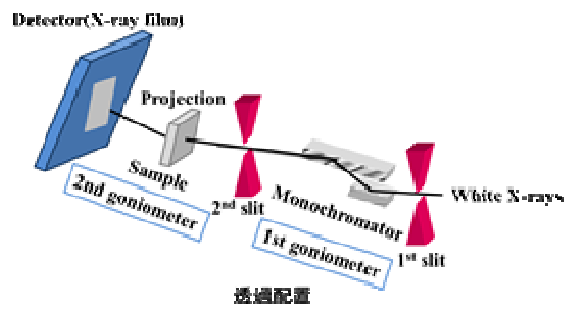 Detector(X-ray film)
Projection
Sample
2nd goniometer
2nd slit
Monochromator
1st goniometer
White X-rays
1st slit
透過配置